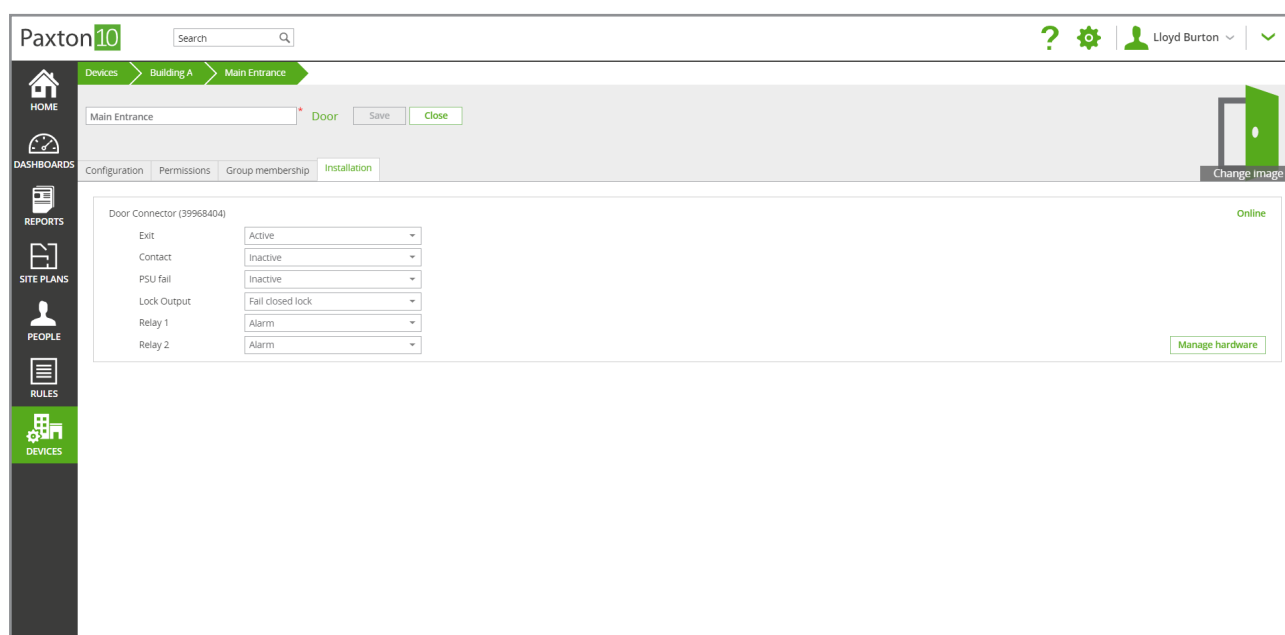 Paxton10 Search ? Lloyd Burton
HOME
DASHBOARDS
REPORTS
SITE PLANS
PEOPLE
RULES
DEVICES
Devices Building A Main Entrance
Main Entrance * Door Save Close
Change image
Configuration Permissions Group membership Installation
Door Connector (39968404) Online
Exit Active
Contact Inactive
PSU fail Inactive
Lock Output Fail closed lock
Relay 1 Alarm
Relay 2 Alarm Manage hardware